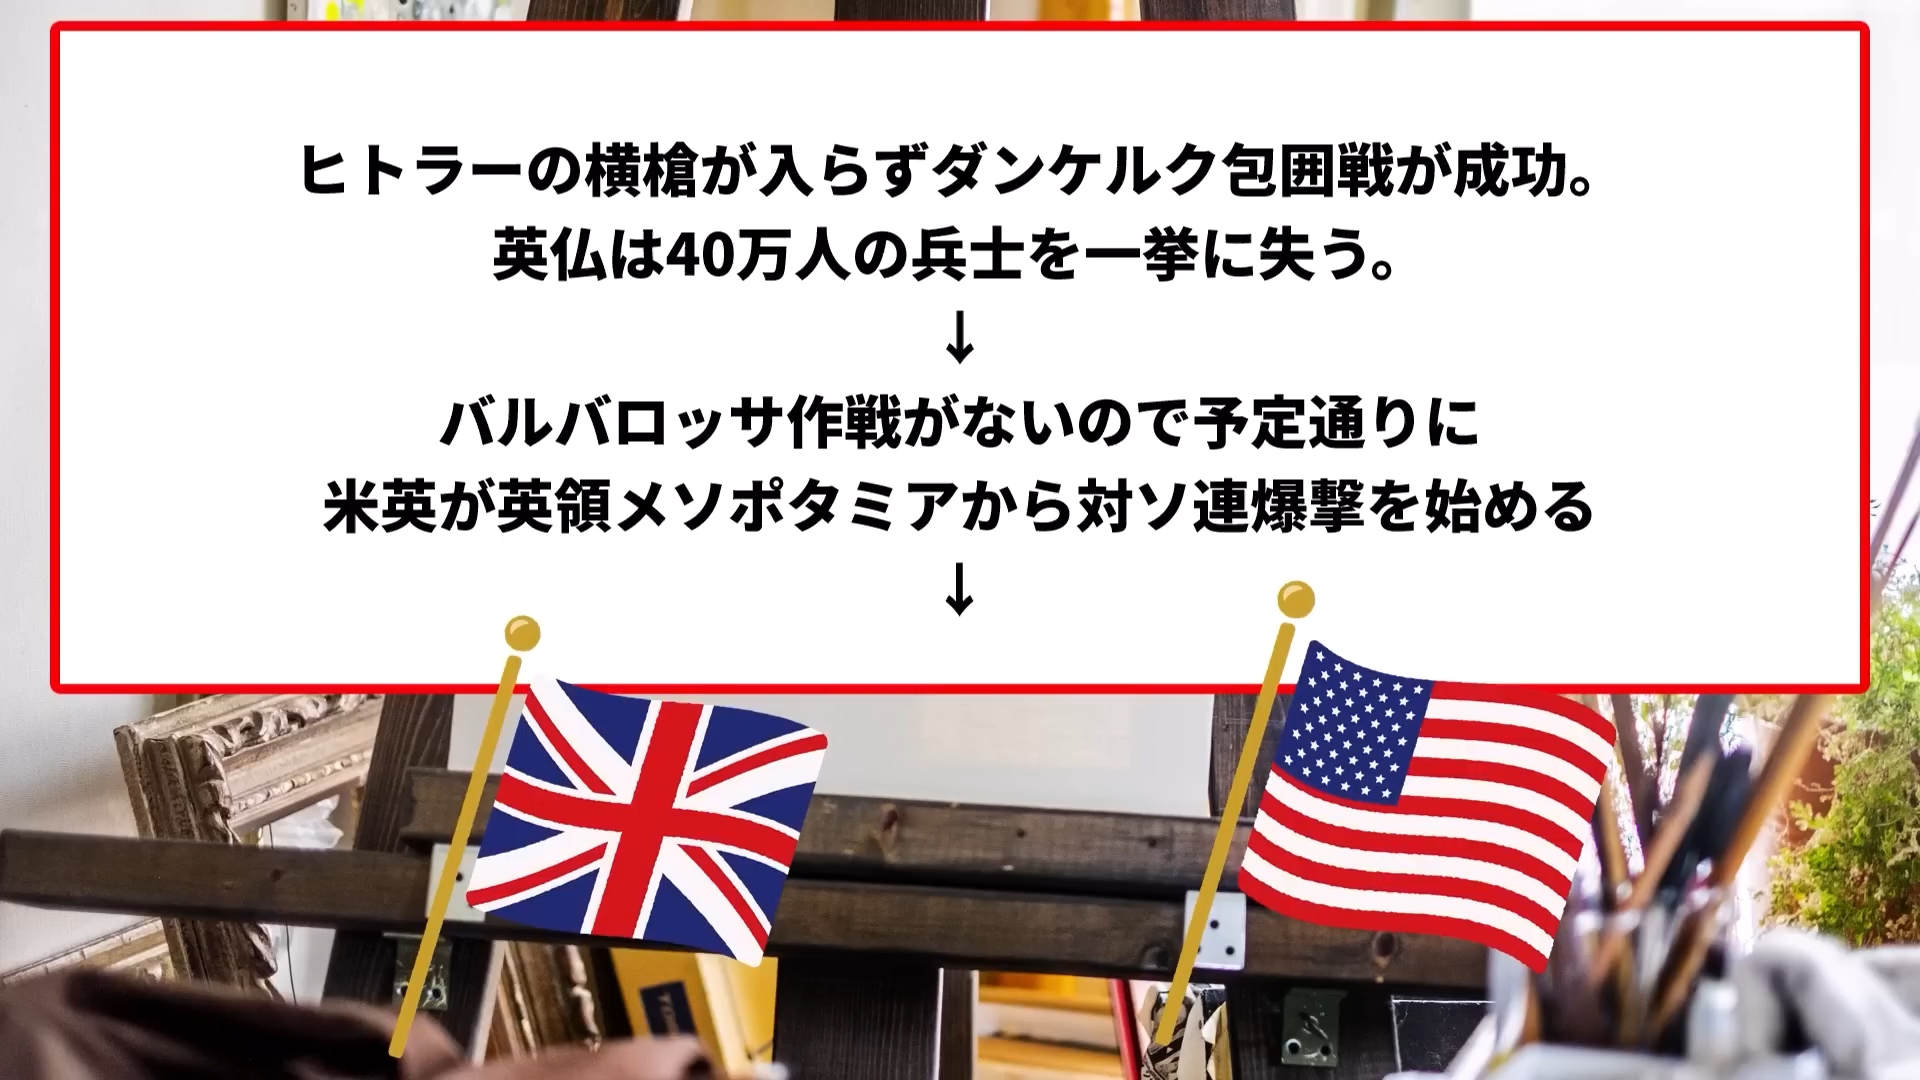 ヒトラーの横槍が入らずダンケルク包囲戦が成功。
英仏は40万人の兵士を一挙に失う。
↓
バルバロッサ作戦がないので予定通りに
米英が英領メソポタミアから対ソ連爆撃を始める
↓